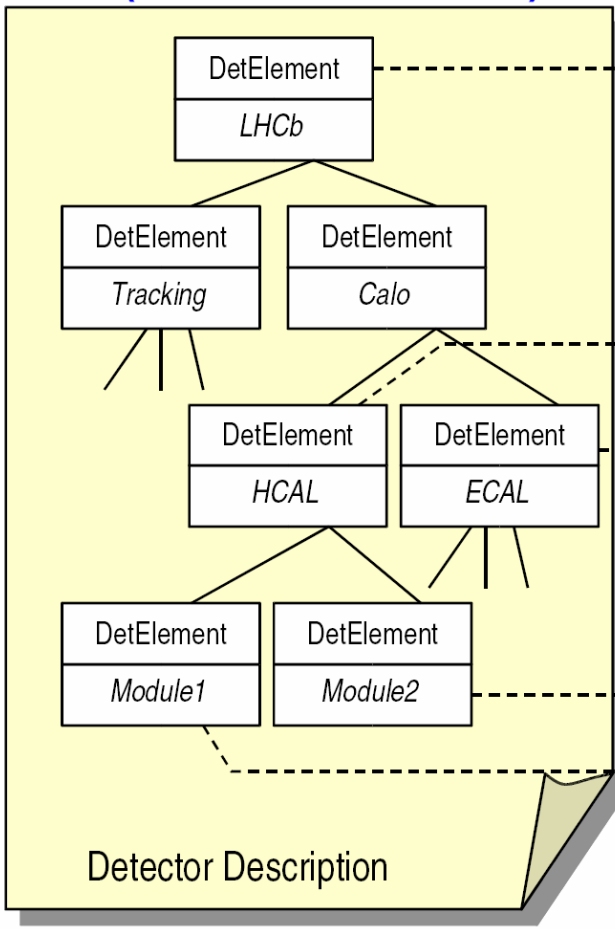 DetElement
LHCb
DetElement DetElement
Tracking Calo
DetElement DetElement
HCAL ECAL
DetElement DetElement
Module1 Module2
Detector Description